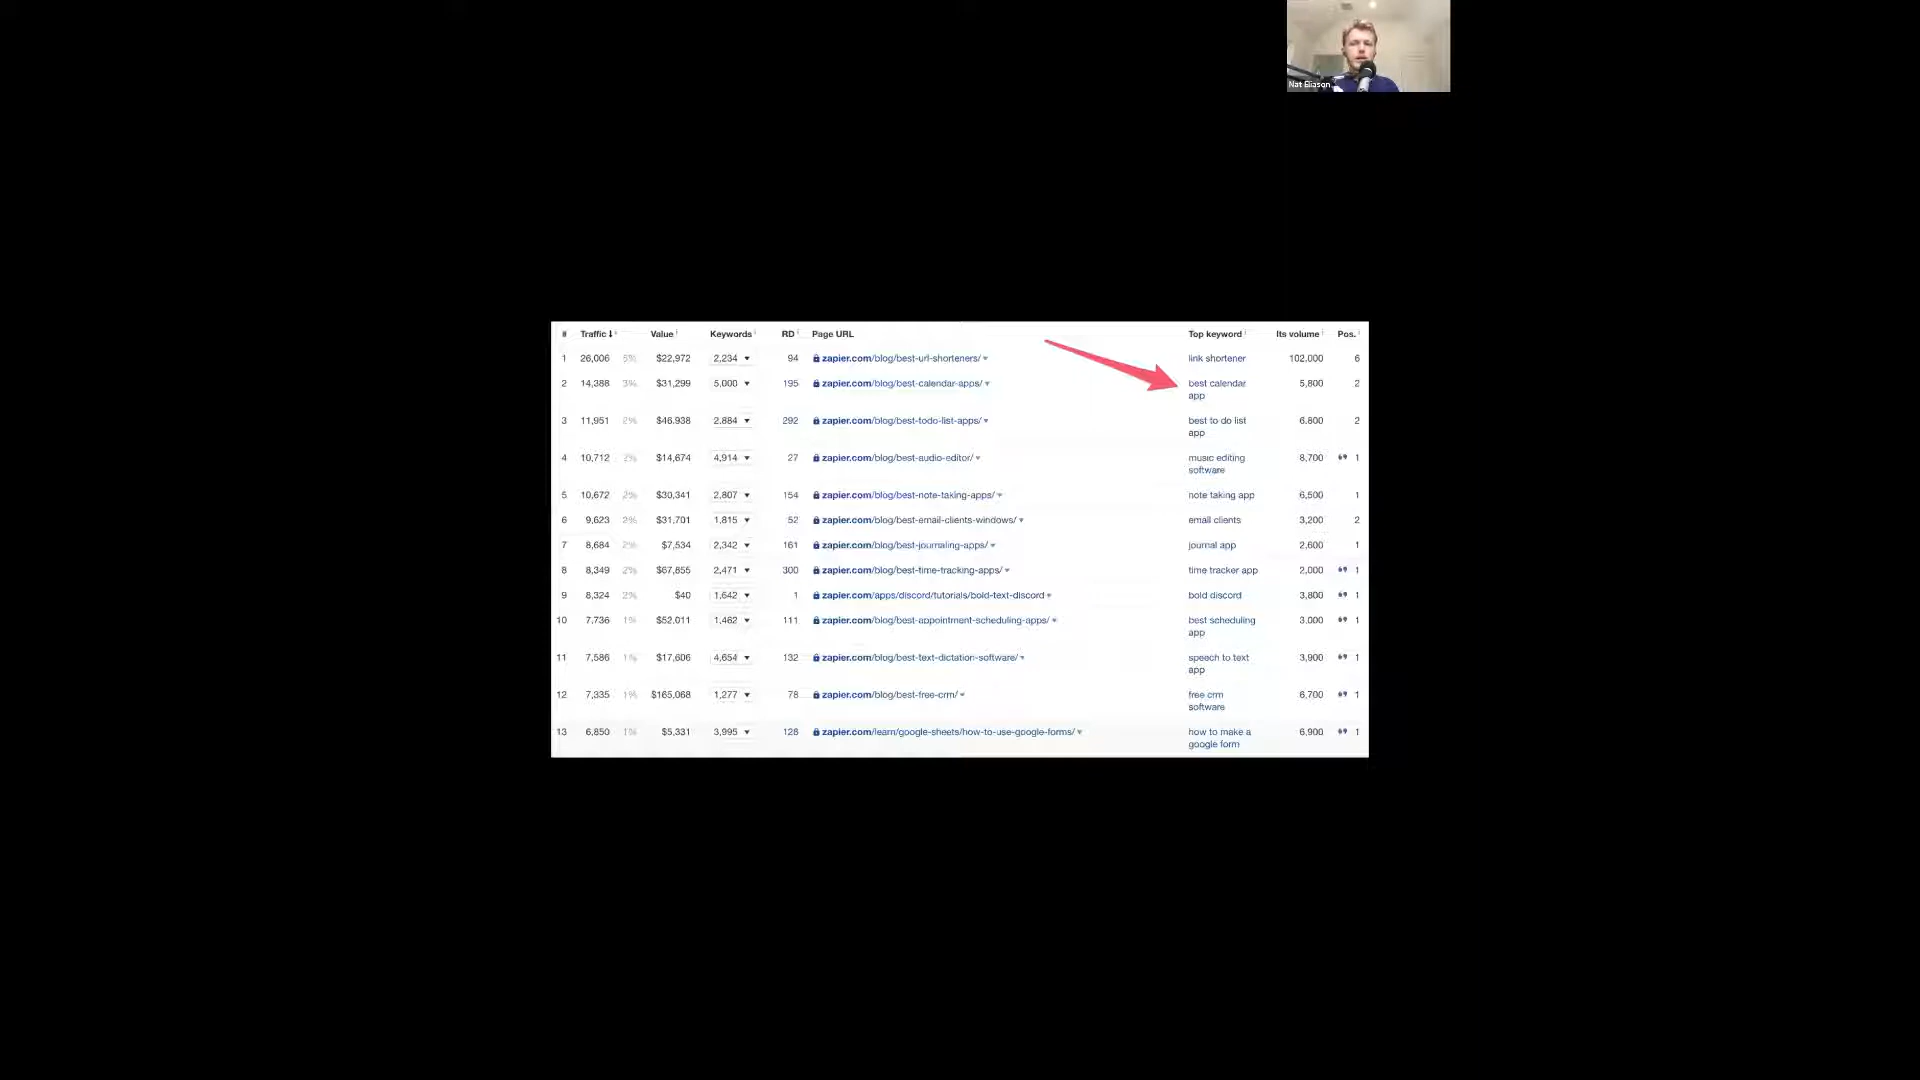 Nat Eliason
# Traffic Value Keywords RD Page URL Top keyword Its volume Pos.
1 26,006 5% $22,972 2,234 94 zapier.com/blog/best-url-shorteners/ link shortener 102,000 6
2 14,388 3% $31,299 5,000 195 zapier.com/blog/best-calendar-apps/ best calendar 5,800 2
app
3 11,951 2% $46,938 2,884 292 zapier.com/blog/best-todo-list-apps/ best to do list 6,800 2
app
4 10,712 2% $14,674 4,914 27 zapier.com/blog/best-audio-editor/ music editing 8,700 1
software
5 10,672 2% $30,341 2,807 154 zapier.com/blog/best-note-taking-apps/ note taking app 6,500 1
6 9,623 2% $31,701 1,815 52 zapier.com/blog/best-email-clients-windows/ email clients 3,200 2
7 8,684 2% $7,534 2,342 161 zapier.com/blog/best-journaling-apps/ journal app 2,600 1
8 8,349 2% $67,855 2,471 300 zapier.com/blog/best-time-tracking-apps/ time tracker app 2,000 1
9 8,324 2% $40 1,642 1 zapier.com/apps/discord/tutorials/bold-text-discord bold discord 3,800 1
10 7,736 1% $52,011 1,462 111 zapier.com/blog/best-appointment-scheduling-apps/ best scheduling 3,000 1
app
11 7,586 1% $17,606 4,654 132 zapier.com/blog/best-text-dictation-software/ speech to text 3,900 1
app
12 7,335 1% $165,068 1,277 78 zapier.com/blog/best-free-crm/ free crm 6,700 1
software
13 6,850 1% $5,331 3,995 128 zapier.com/learn/google-sheets/how-to-use-google-forms/ how to make a 6,900 1
google form